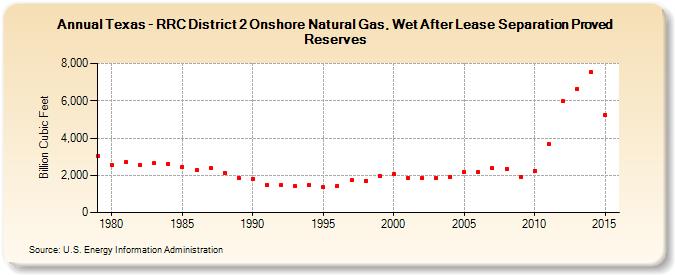 Annual Texas - RRC District 2 Onshore Natural Gas, Wet After Lease Separation Proved
Reserves
Billion Cubic Feet
8,000
6,000
4,000
2,000
0
1980 1985 1990 1995 2000 2005 2010 2015
Source: U.S. Energy Information Administration